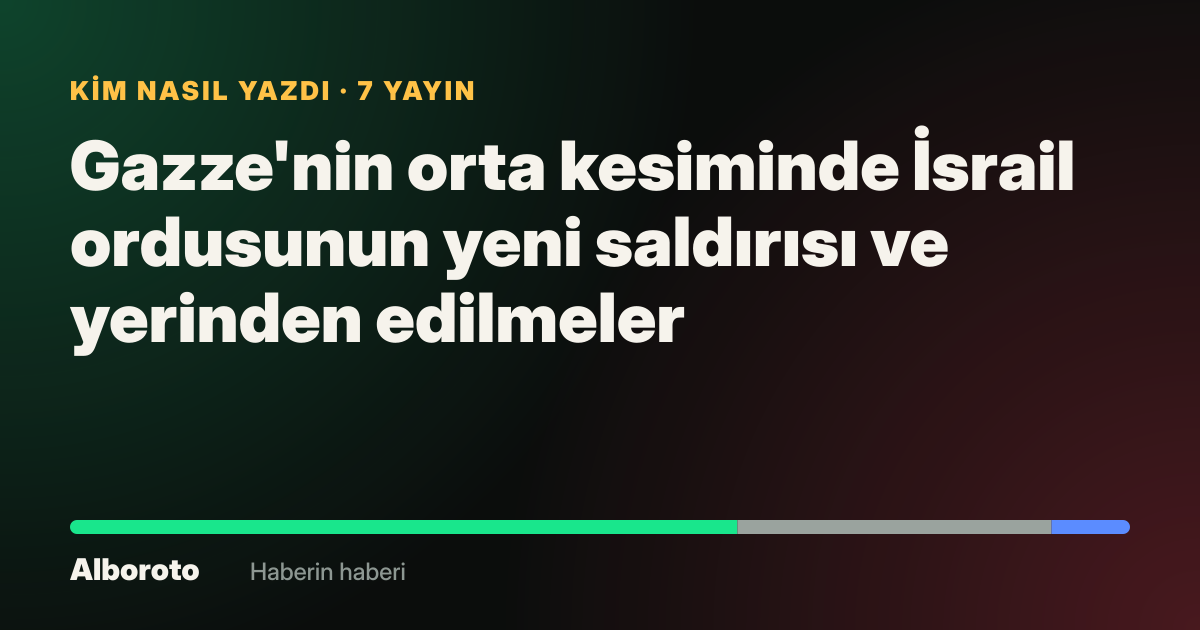 KİM NASIL YAZDI · 7 YAYIN
Gazze'nin orta kesiminde İsrail
ordusunun yeni saldırısı ve
yerinden edilmeler
Alboroto
Haberin haberi